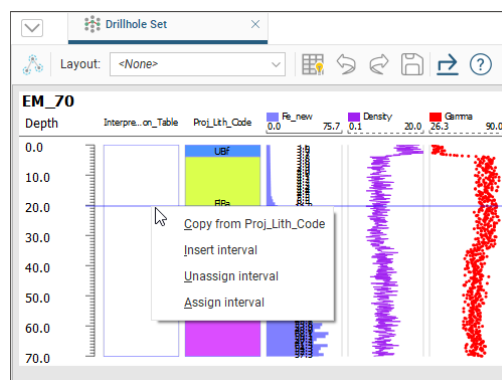 Drillhole Set
Layout: <None>
EM_70
Depth Interpre...on_Table Proj_Lith_Code Fe_new Density Gamma
0.0 75.7 0.1 20.0 26.3 90.0
0.0
UBf
10.0
20.0
Copy from Proj_Lith_Code
Insert interval
30.0
Unassign interval
40.0
Assign interval
50.0
60.0
70.0